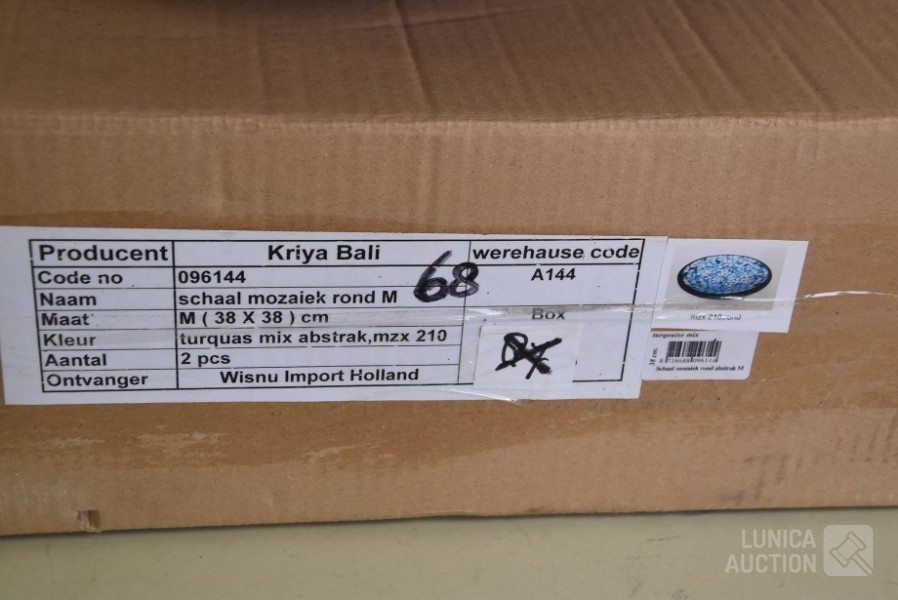 Producent Kriya Bali werehause code
Code no 096144 A144
68
Naam schaal mozaiek rond M
Maat M ( 38 X 38 ) cm Box
Kleur turquas mix abstrak,mzx 210
Aantal 2 pcs
Ontvanger Wisnu Import Holland
mzx 210
turquoise mix
Schaal mozaiek rond abstrak M
LUNICA
AUCTION